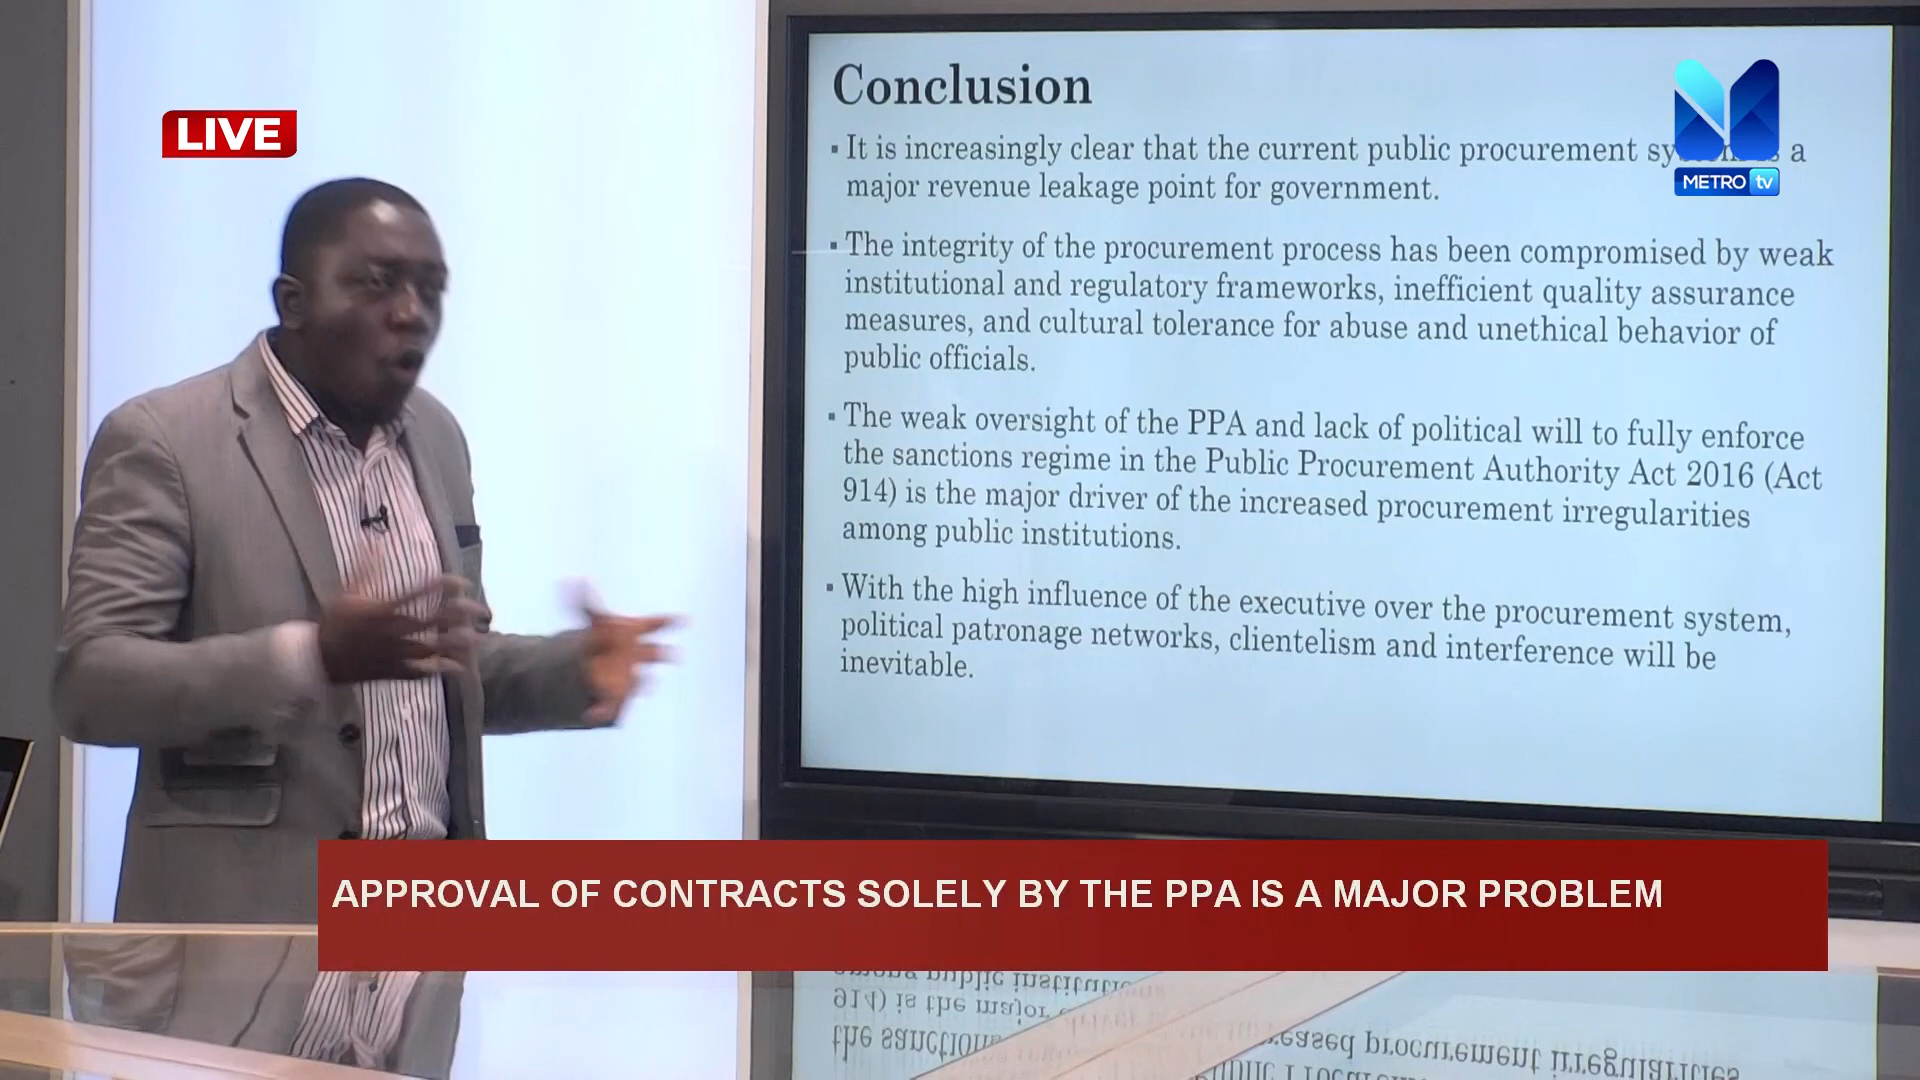 LIVE
METRO tv
Conclusion
▪ It is increasingly clear that the current public procurement system is a
major revenue leakage point for government.
▪ The integrity of the procurement process has been compromised by weak
institutional and regulatory frameworks, inefficient quality assurance
measures, and cultural tolerance for abuse and unethical behavior of
public officials.
▪ The weak oversight of the PPA and lack of political will to fully enforce
the sanctions regime in the Public Procurement Authority Act 2016 (Act
914) is the major driver of the increased procurement irregularities
among public institutions.
▪ With the high influence of the executive over the procurement system,
political patronage networks, clientelism and interference will be
inevitable.
APPROVAL OF CONTRACTS SOLELY BY THE PPA IS A MAJOR PROBLEM